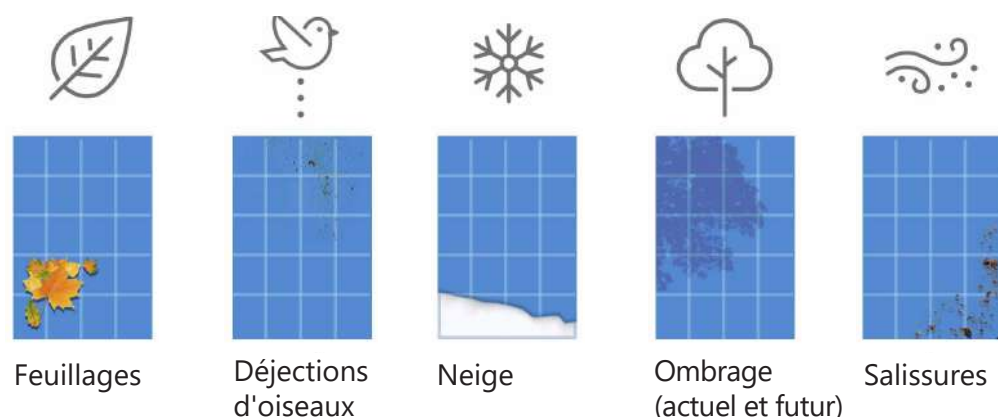 Feuillages
Déjections
d'oiseaux
Neige
Ombrage
(actuel et futur)
Salissures